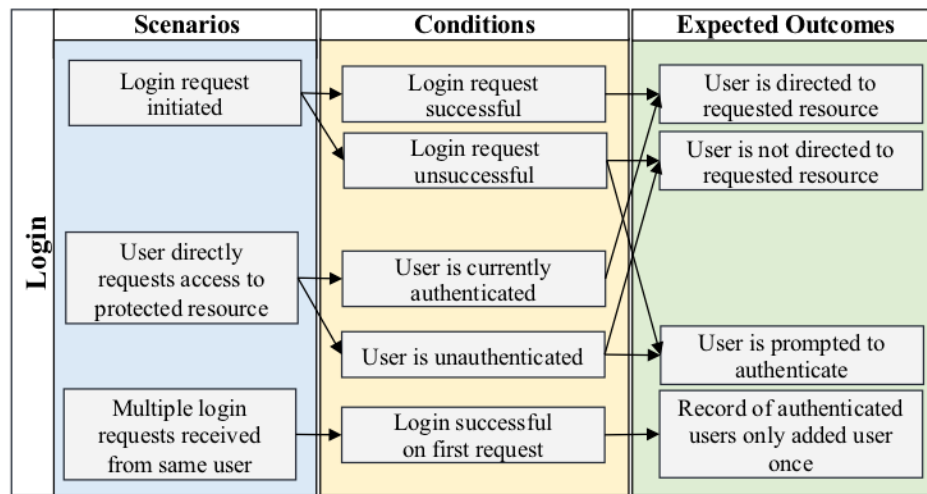 Scenarios
Conditions
Expected Outcomes
Login
Login request
initiated
Login request
successful
User is directed to
requested resource
Login request
unsuccessful
User is not directed to
requested resource
User directly
requests access to
protected resource
User is currently
authenticated
User is unauthenticated
User is prompted to
authenticate
Multiple login
requests received
from same user
Login successful
on first request
Record of authenticated
users only added user
once